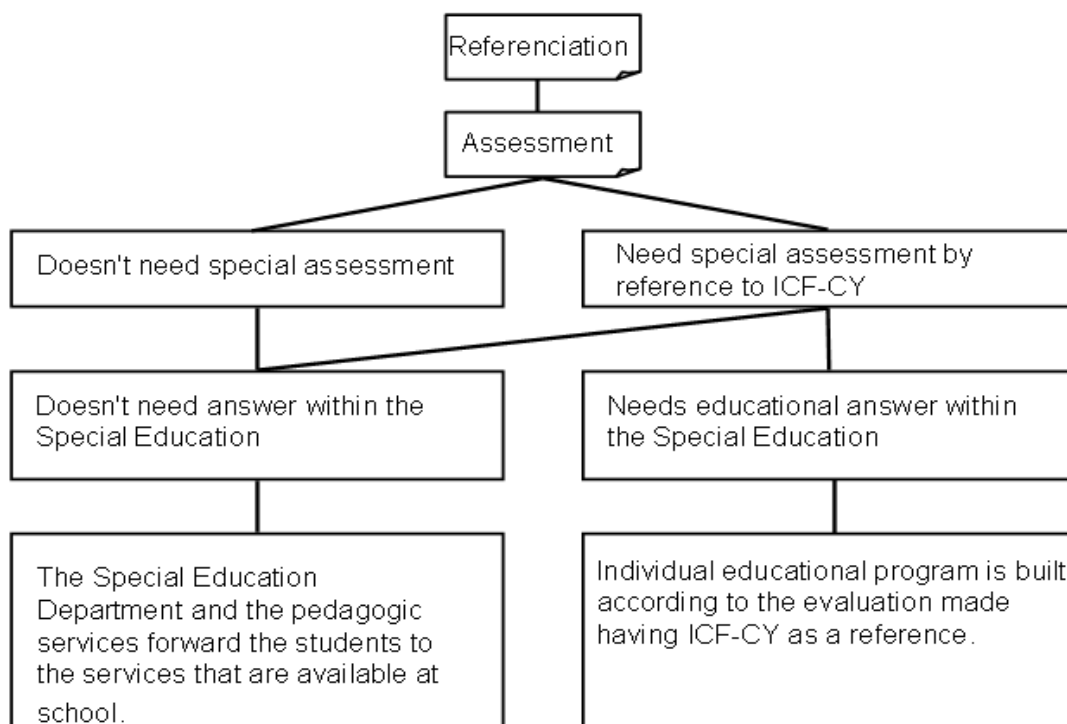 Referenciation
Assessment
Doesn't need special assessment
Need special assessment by
reference to ICF-CY
Doesn't need answer within the
Special Education
Needs educational answer within
the Special Education
The Special Education
Department and the pedagogic
services forward the students to
the services that are available at
school.
Individual educational program is built
according to the evaluation made
having ICF-CY as a reference.